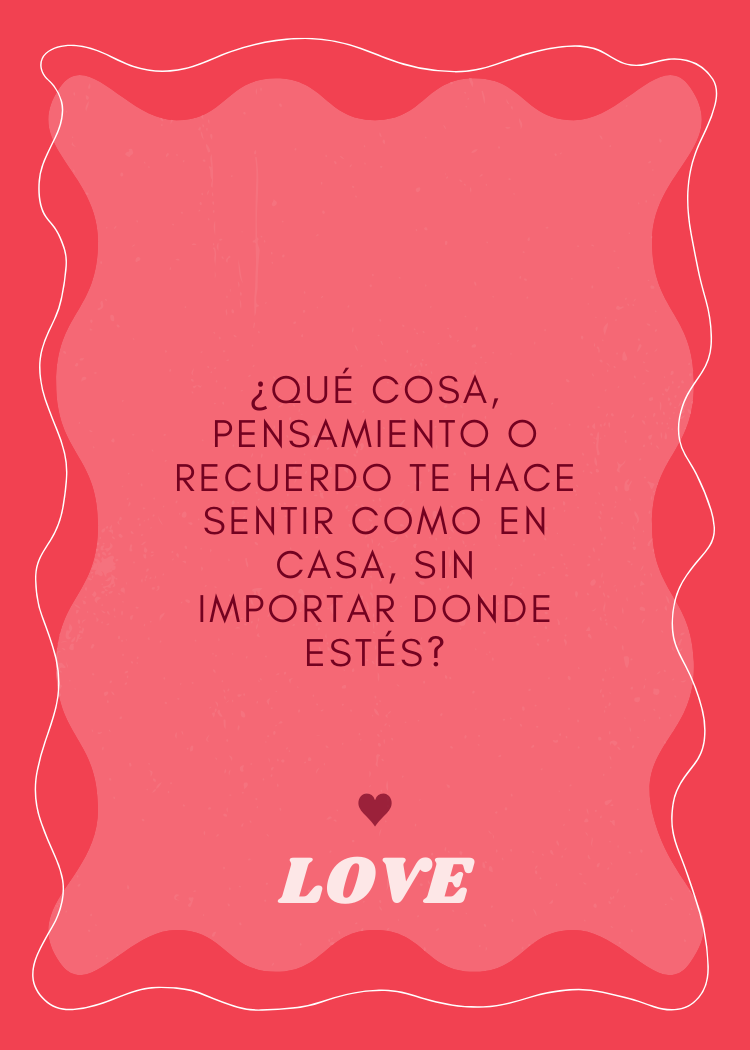 ¿QUÉ COSA,
PENSAMIENTO O
RECUERDO TE HACE
SENTIR COMO EN
CASA, SIN
IMPORTAR DONDE
ESTÉS?
LOVE